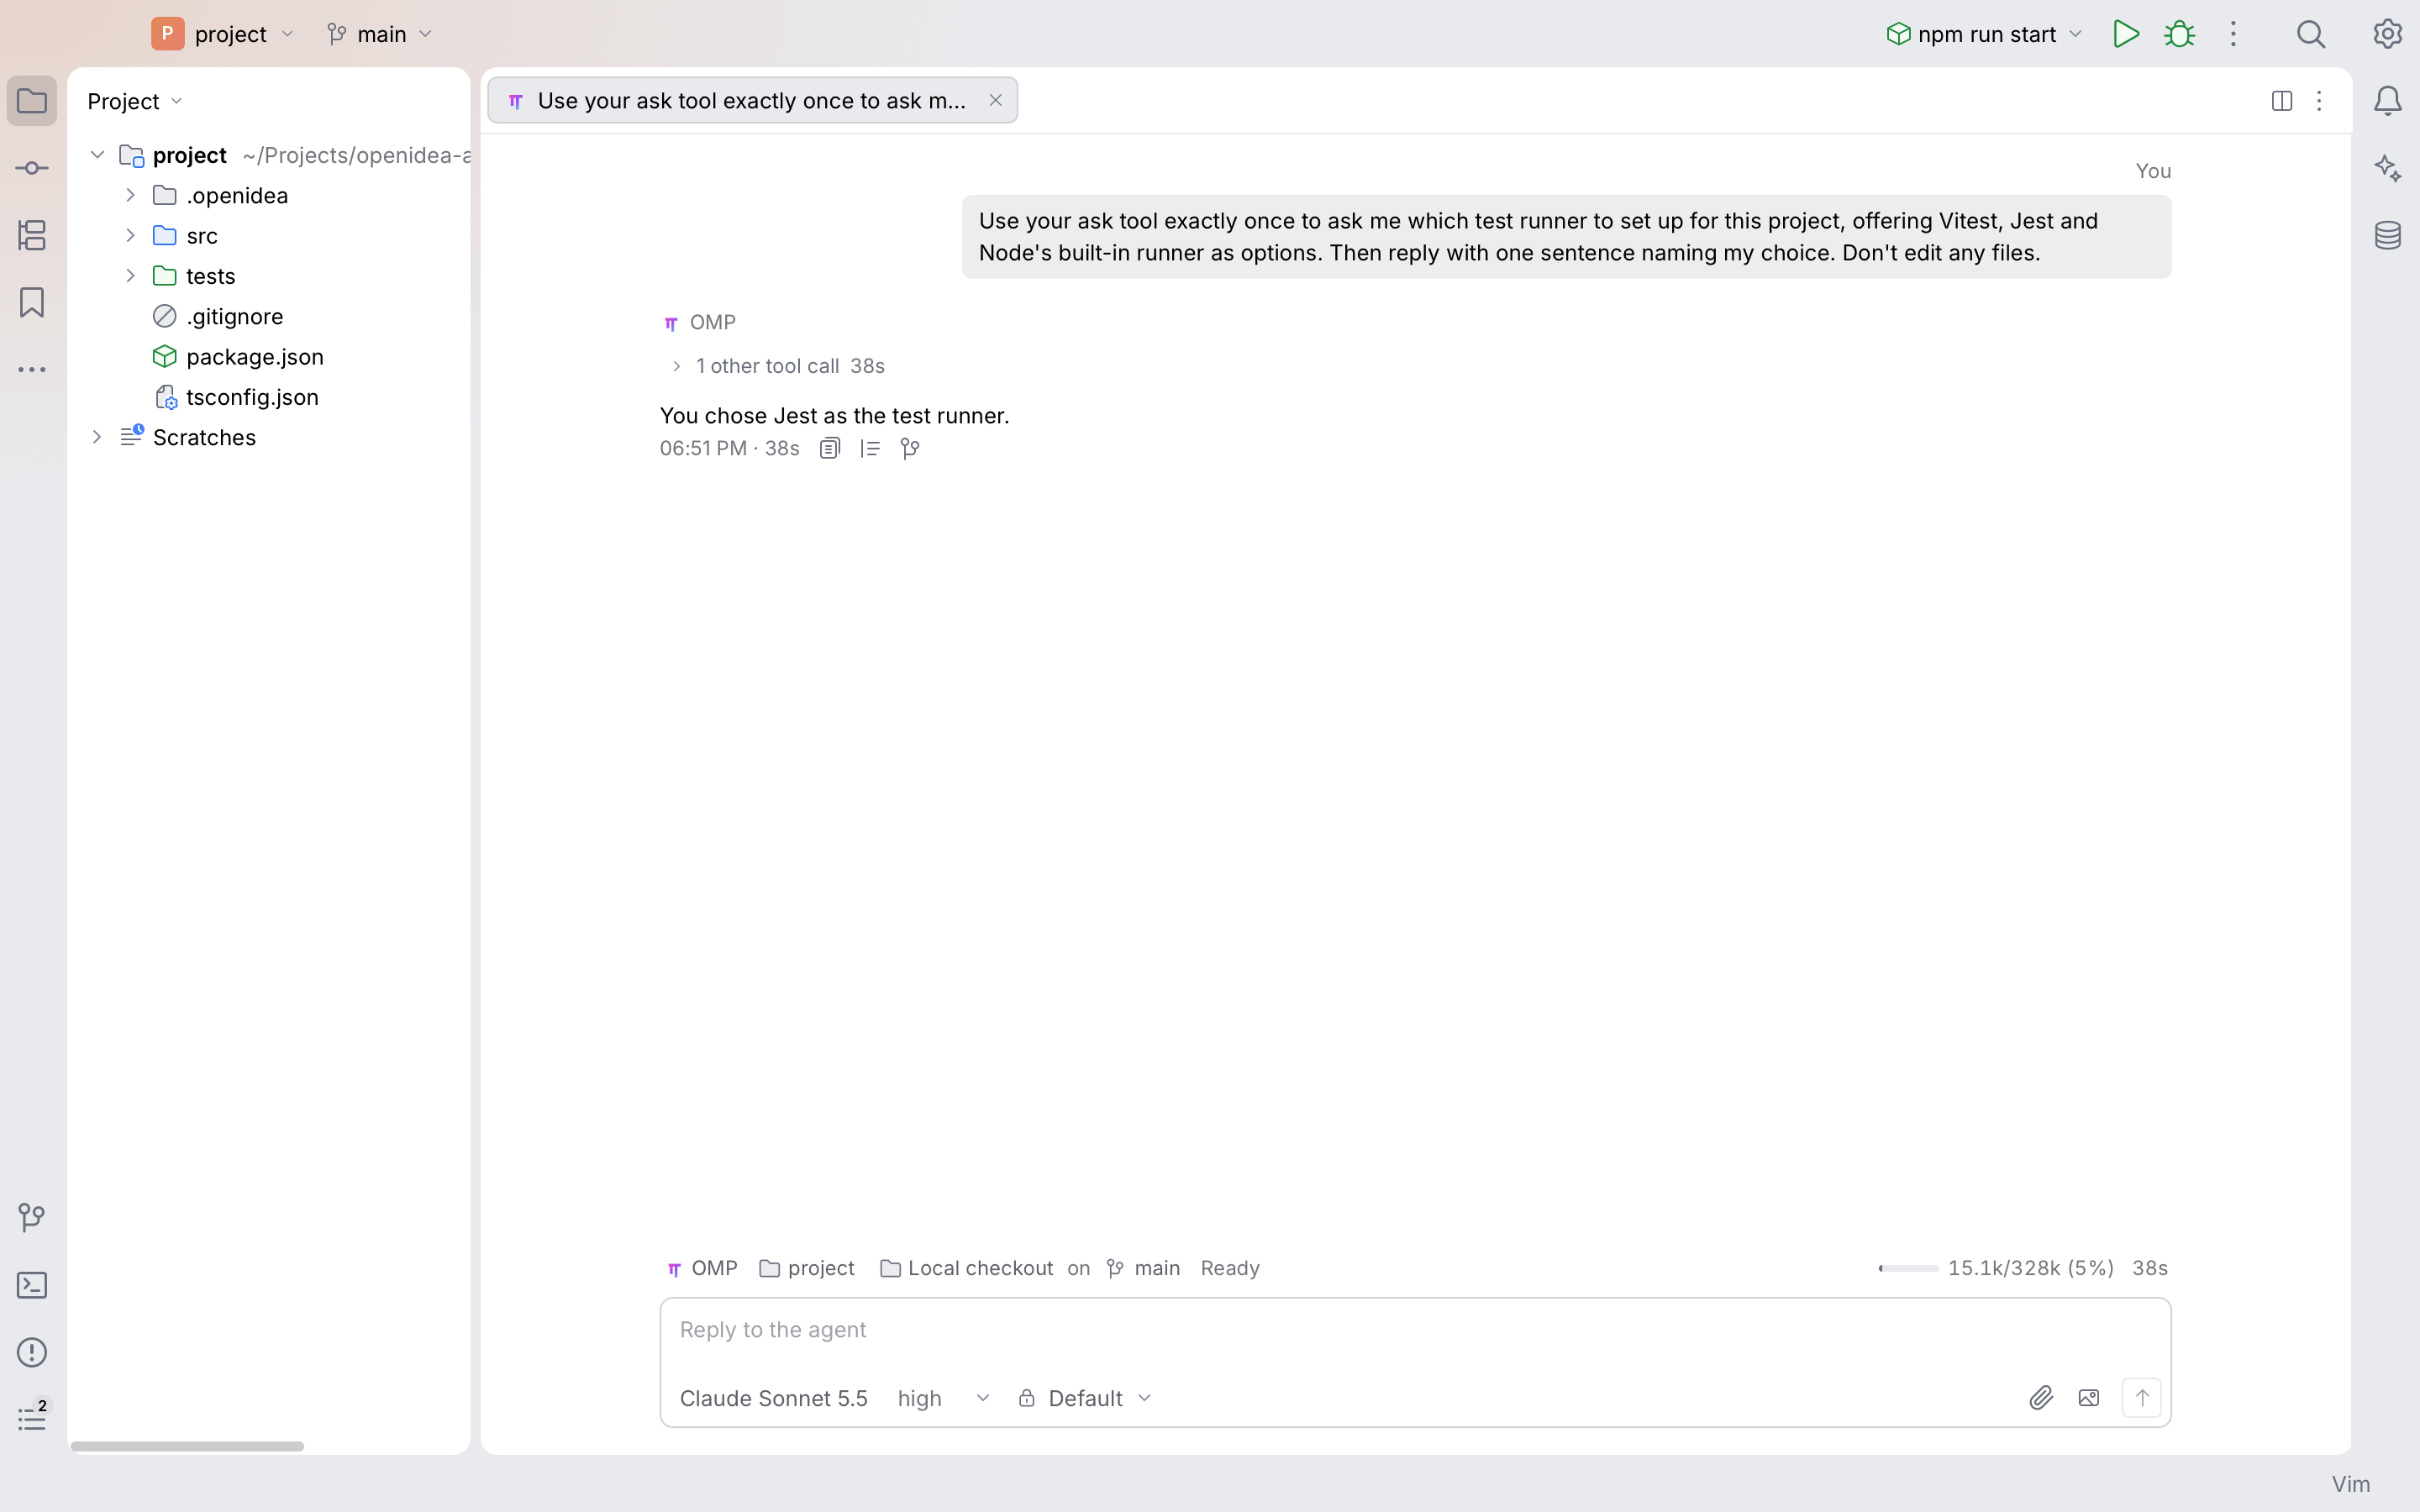 P project main
npm run start
Project
project ~/Projects/openidea-a
.openidea
src
tests
.gitignore
package.json
tsconfig.json
Scratches
2
Use your ask tool exactly once to ask m...
You
Use your ask tool exactly once to ask me which test runner to set up for this project, offering Vitest, Jest and
Node's built-in runner as options. Then reply with one sentence naming my choice. Don't edit any files.
OMP
1 other tool call 38s
You chose Jest as the test runner.
06:51 PM · 38s
OMP project Local checkout on main Ready
15.1k/328k (5%) 38s
Reply to the agent
Claude Sonnet 5.5 high Default
Vim